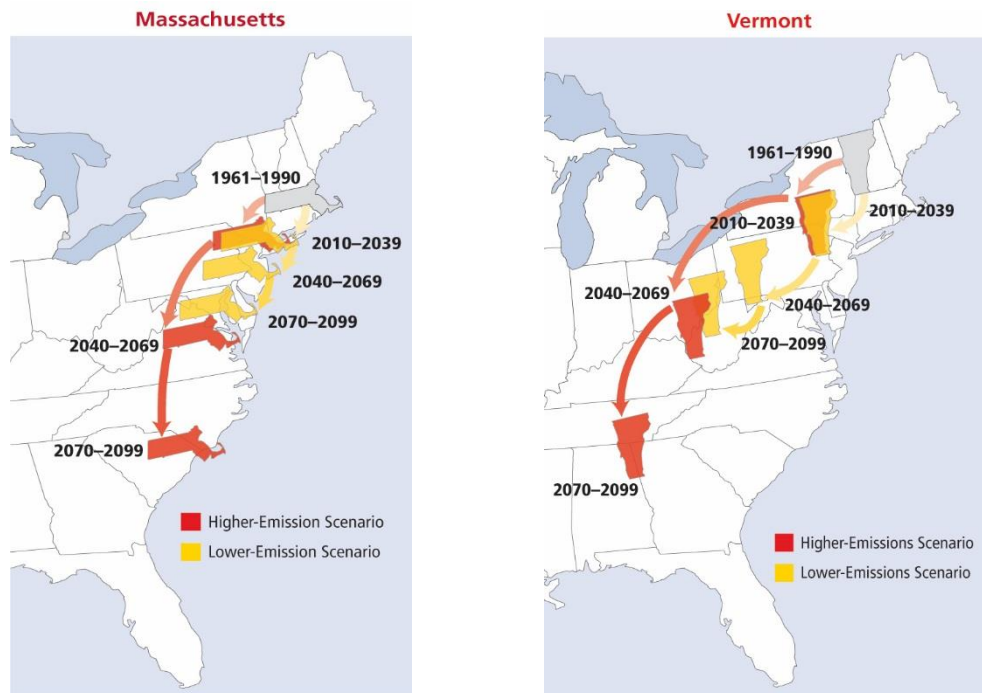 Massachusetts
1961–1990
2010–2039
2040–2069
2070–2099
2040–2069
2070–2099
Higher-Emission Scenario
Lower-Emission Scenario
Vermont
1961–1990
2010–2039
2010–2039
2040–2069
2040–2069
2070–2099
2070–2099
Higher-Emissions Scenario
Lower-Emissions Scenario